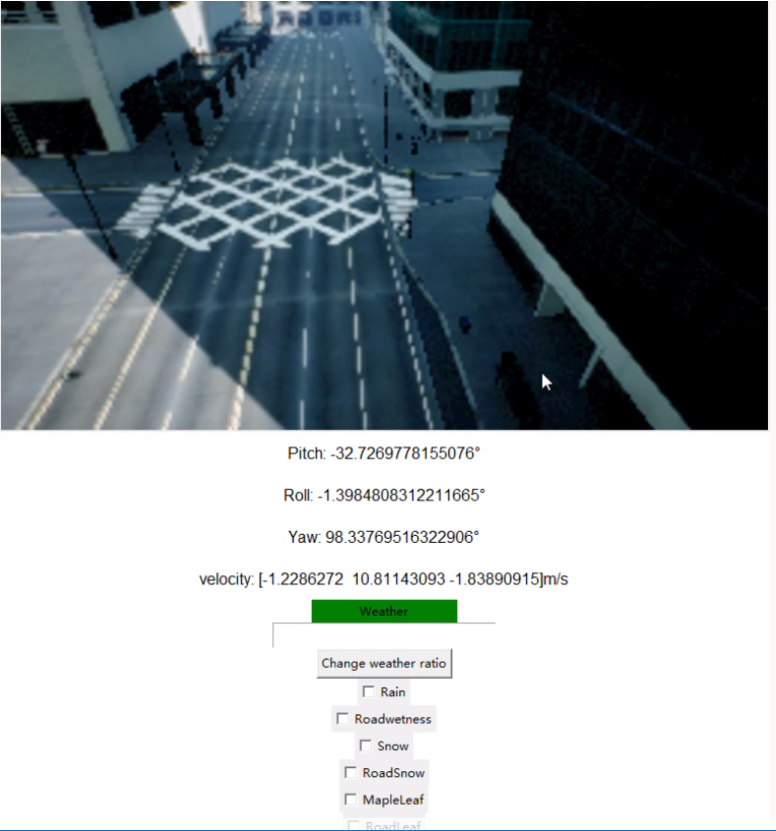 Pitch: -32.7269778155076°
Roll: -1.3984808312211665°
Yaw: 98.33769516322906°
velocity: [-1.2286272 10.81143093 -1.83890915]m/s
Weather
Change weather ratio
Rain
Roadwetness
Snow
RoadSnow
MapleLeaf
RoadLeaf